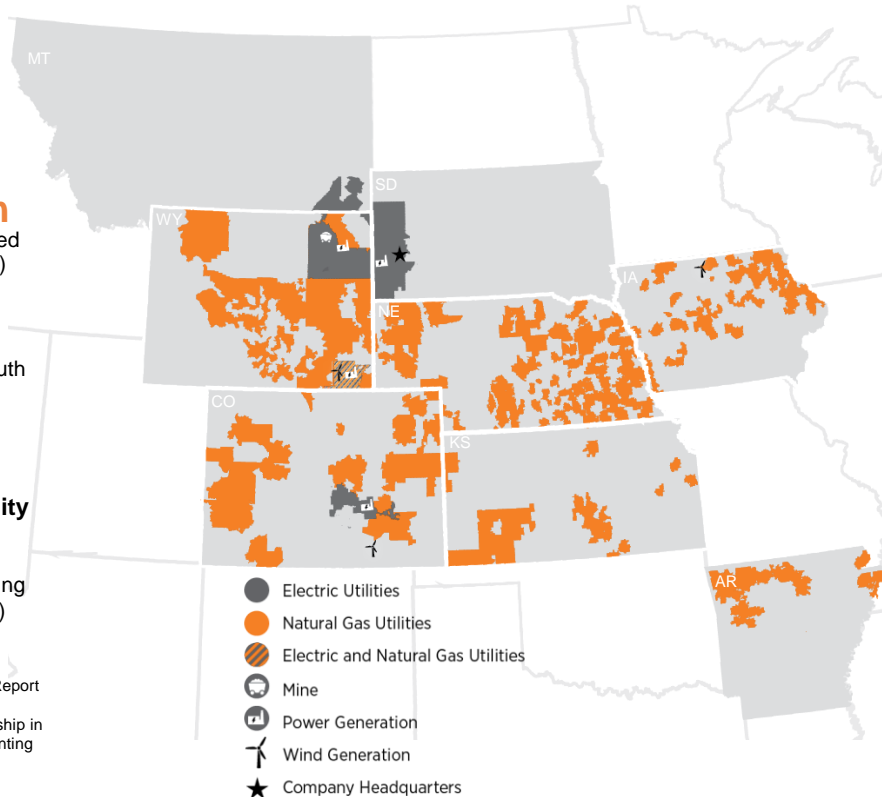 MT
SD
n
WY
ed
)
IA
NE
uth
CO
KS
ity
ing
)
AR
Electric Utilities
Natural Gas Utilities
Electric and Natural Gas Utilities
Report
Mine
ship in
Power Generation
nting
Wind Generation
Company Headquarters